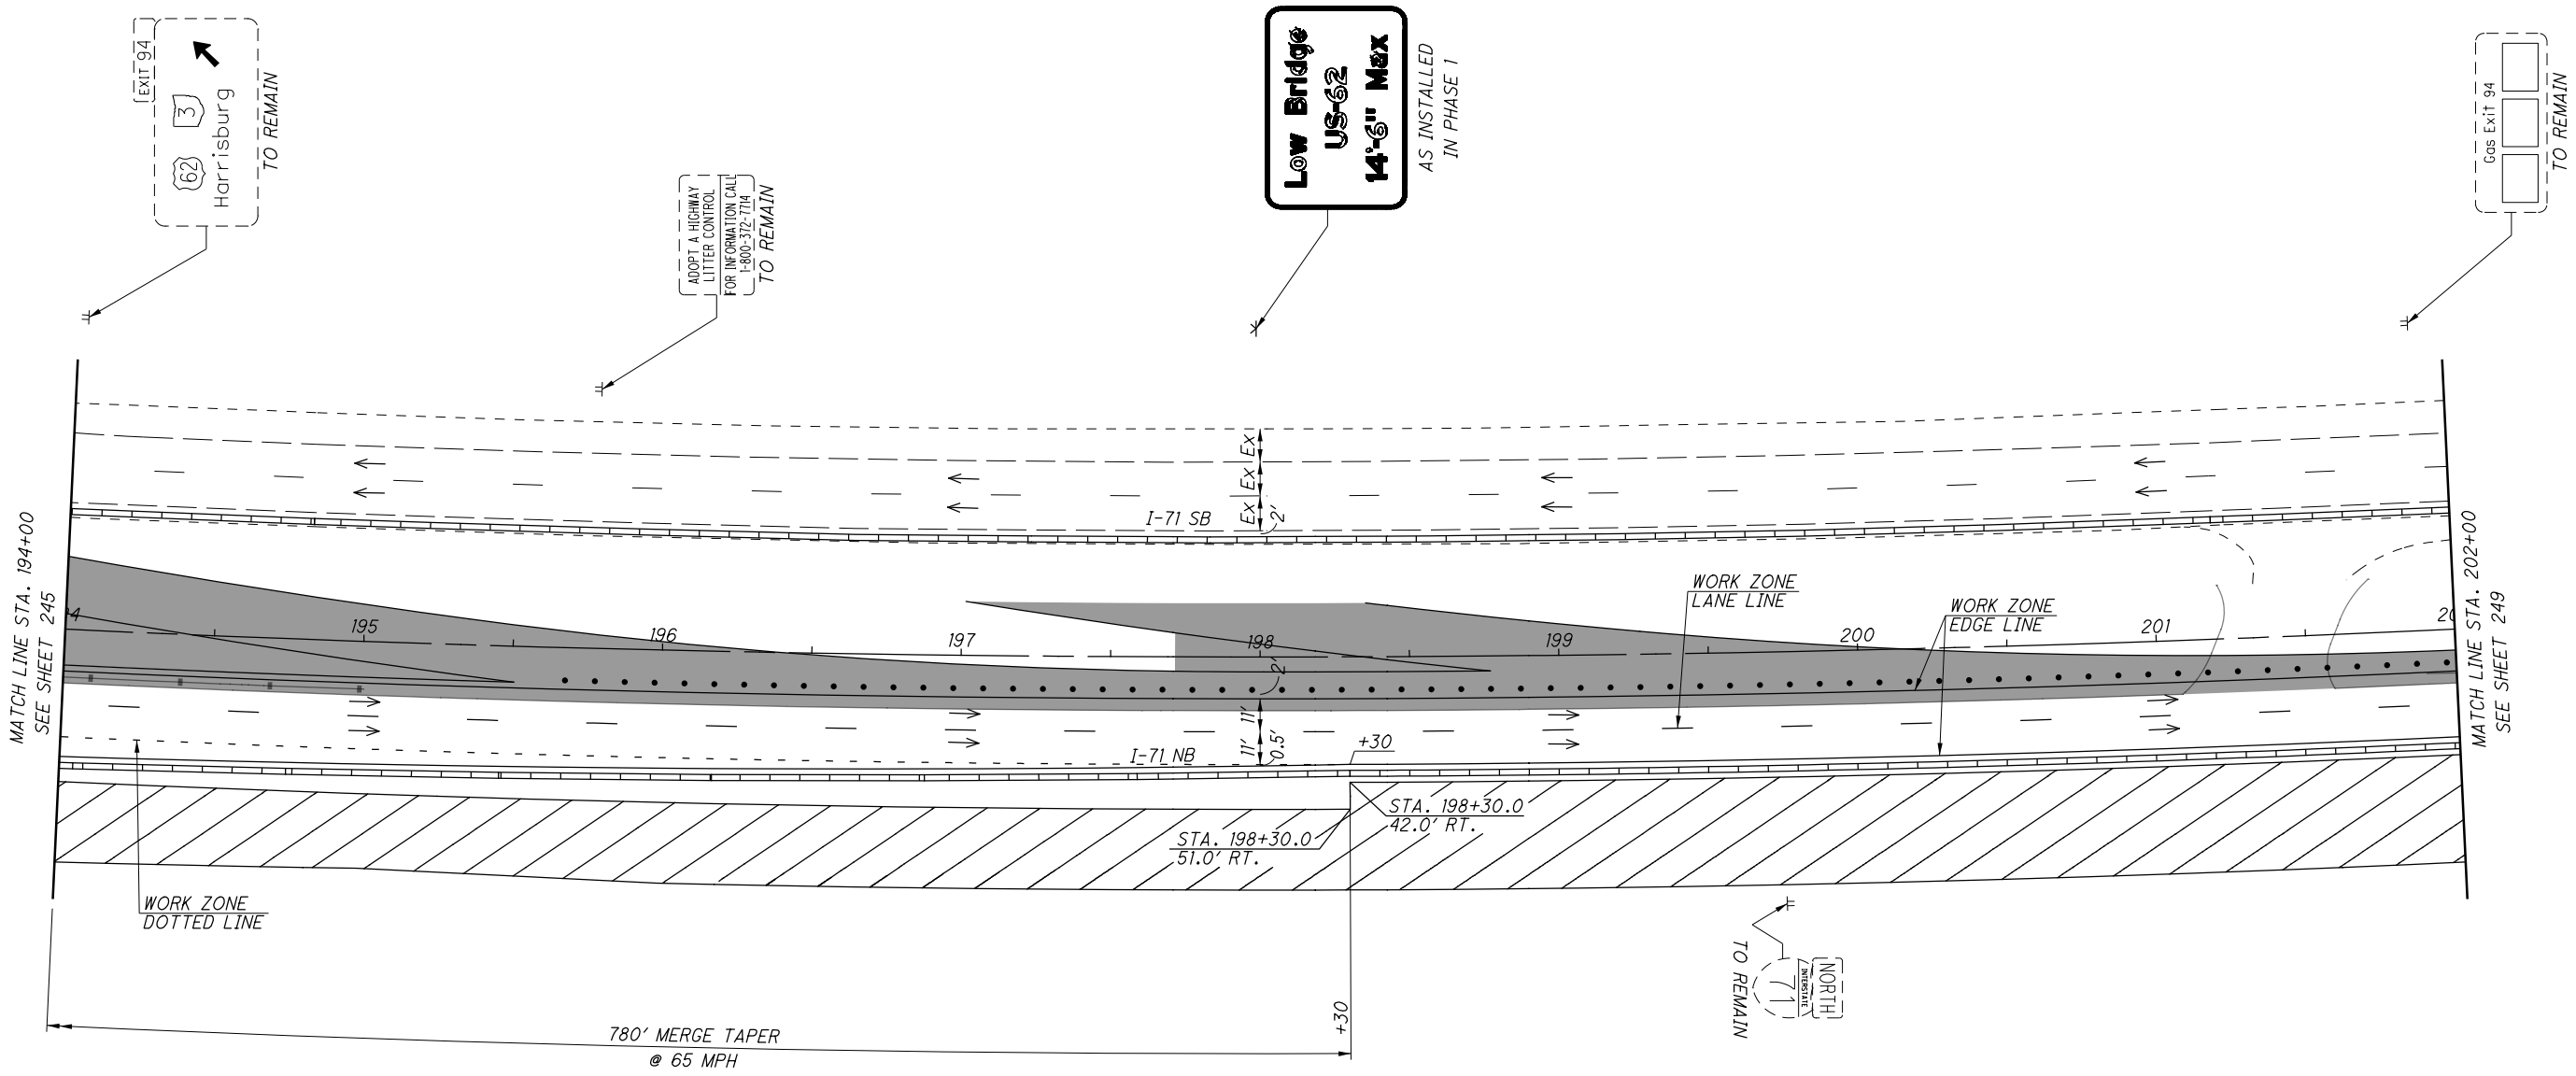 EXIT 94
62
3
Harrisburg
TO REMAIN
ADOPT A HIGHWAY
LITTER CONTROL
FOR INFORMATION CALL
1-800-372-7714
TO REMAIN
Low Bridge
US-62
14'-6" Max
AS INSTALLED
IN PHASE 1
Gas Exit 94
TO REMAIN
MATCH LINE STA. 194+00
SEE SHEET 245
Ex
Ex
Ex
2'
I-71 SB
195
196
197
198
199
200
201
2'
11'
11'
0.5'
I-71 NB
+30
WORK ZONE
LANE LINE
WORK ZONE
EDGE LINE
MATCH LINE STA. 202+00
SEE SHEET 249
STA. 198+30.0
42.0' RT.
STA. 198+30.0
51.0' RT.
WORK ZONE
DOTTED LINE
+30
780' MERGE TAPER
@ 65 MPH
NORTH
INTERSTATE
71
TO REMAIN